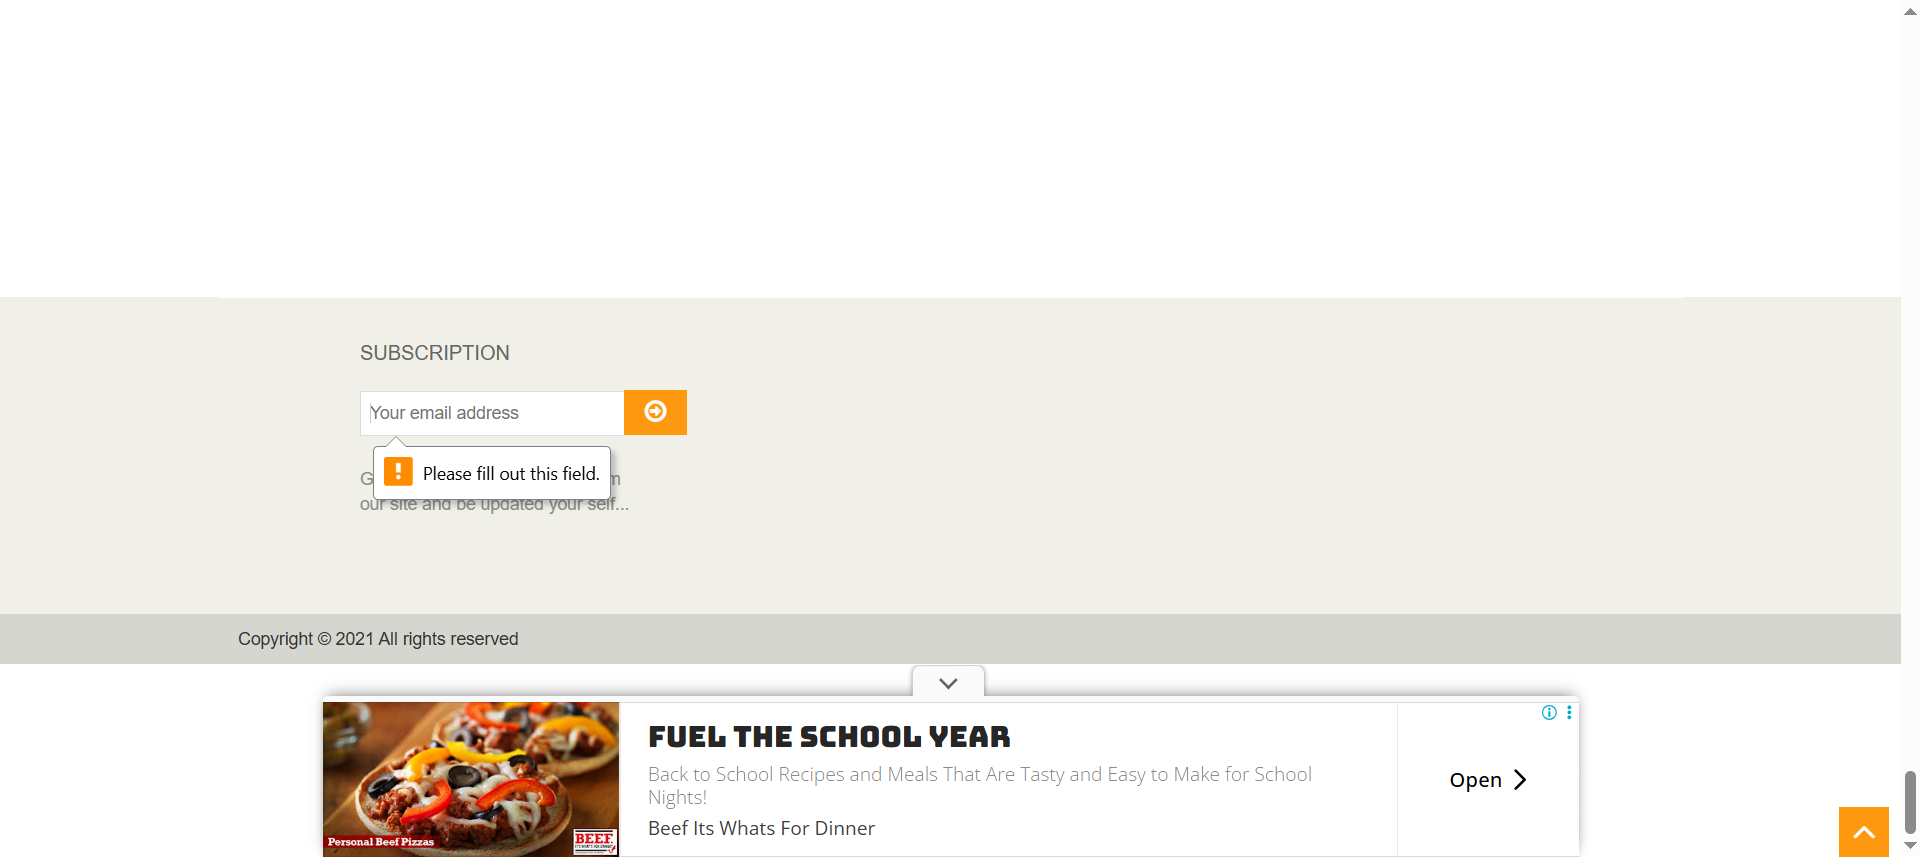 SUBSCRIPTION
Your email address
Please fill out this field.
our site and be updated your self...
Copyright © 2021 All rights reserved
FUEL THE SCHOOL YEAR
Back to School Recipes and Meals That Are Tasty and Easy to Make for School
Nights!
Beef Its Whats For Dinner
Open
Personal Beef Pizzas
BEEF.